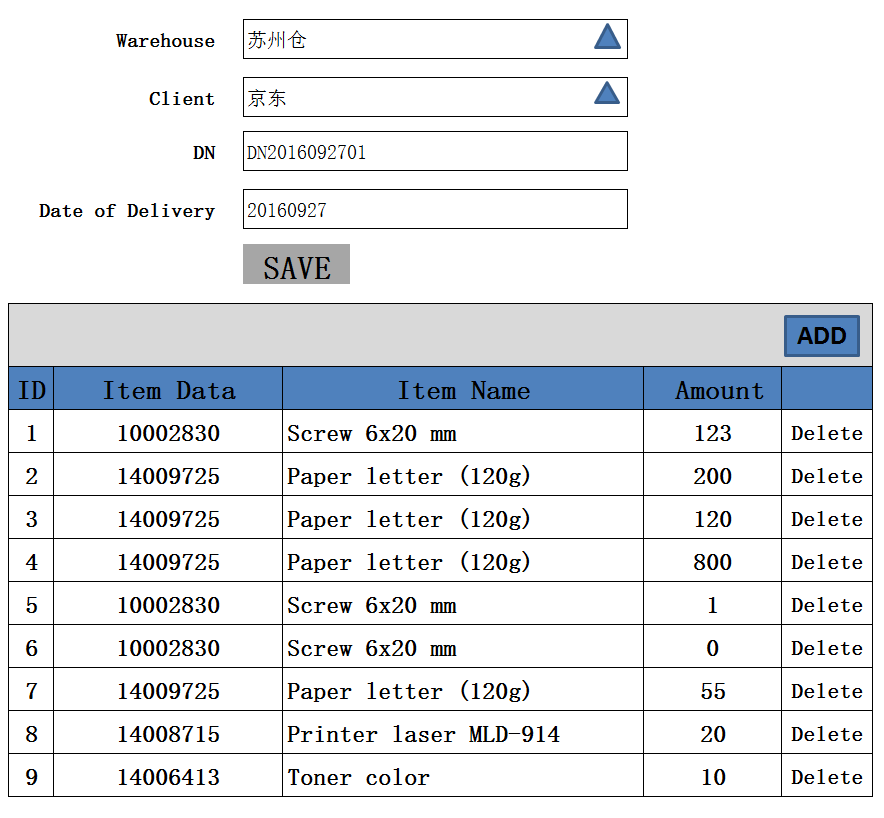 Warehouse 苏州仓
Client 京东
DN DN2016092701
Date of Delivery 20160927
SAVE
ADD
ID Item Data Item Name Amount
1 10002830 Screw 6x20 mm 123 Delete
2 14009725 Paper letter (120g) 200 Delete
3 14009725 Paper letter (120g) 120 Delete
4 14009725 Paper letter (120g) 800 Delete
5 10002830 Screw 6x20 mm 1 Delete
6 10002830 Screw 6x20 mm 0 Delete
7 14009725 Paper letter (120g) 55 Delete
8 14008715 Printer laser MLD-914 20 Delete
9 14006413 Toner color 10 Delete